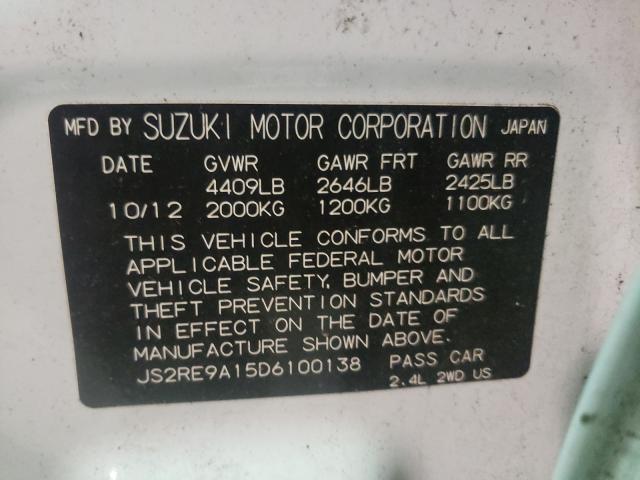 MFD BY SUZUKI MOTOR CORPORATION JAPAN
DATE GVWR GAWR FRT GAWR RR
4409LB 2646LB 2425LB
10/12 2000KG 1200KG 1100KG
THIS VEHICLE CONFORMS TO ALL
APPLICABLE FEDERAL MOTOR
VEHICLE SAFETY, BUMPER AND
THEFT PREVENTION STANDARDS
IN EFFECT ON THE DATE OF
MANUFACTURE SHOWN ABOVE.
JS2RE9A15D6100138 PASS CAR
2.4L 2WD US